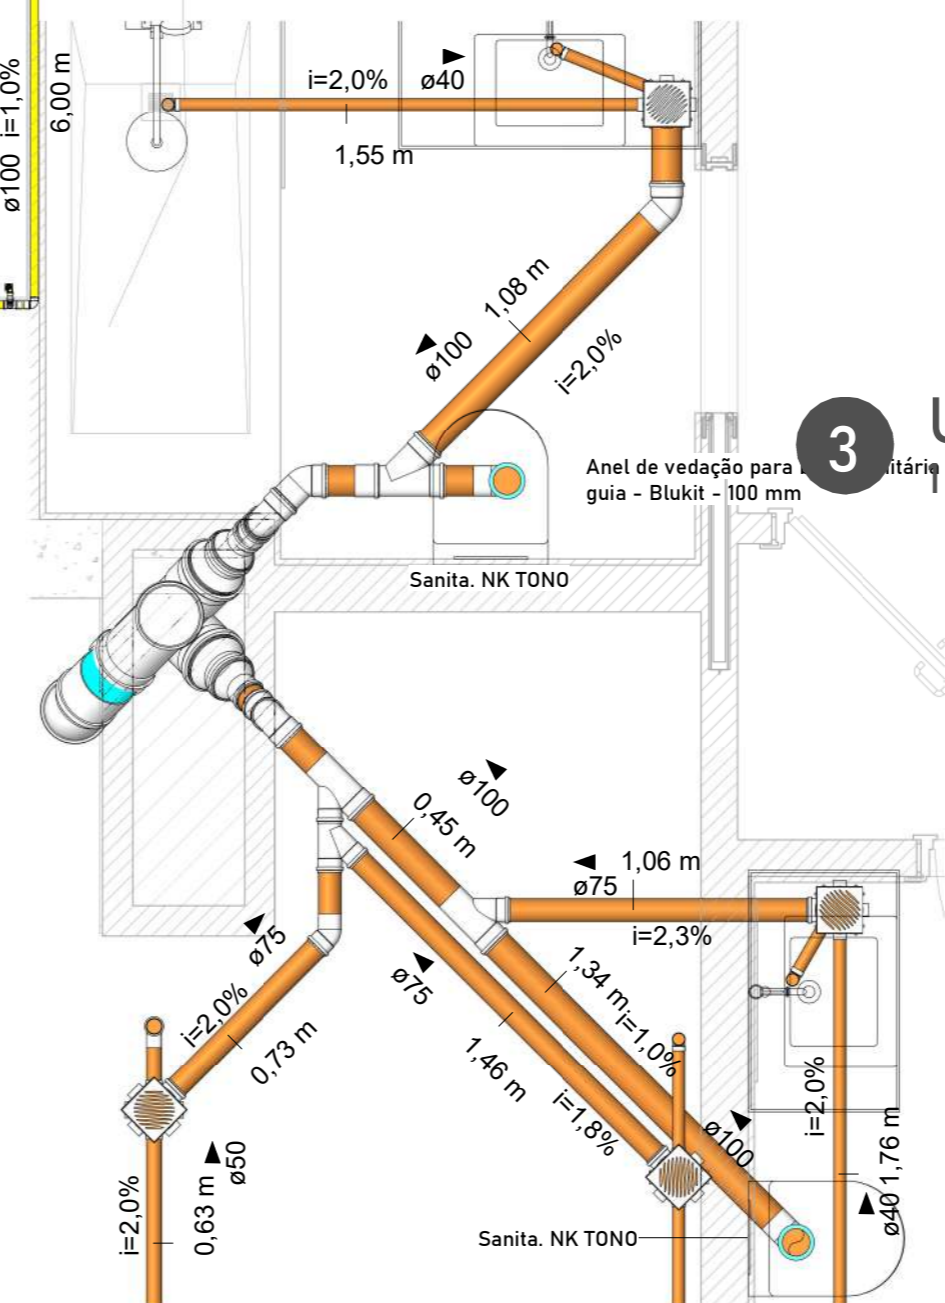 ø100 i=1,0%
6,00 m
i=2,0%
ø40
1,55 m
1,08 m
ø100
i=2,0%
3
Anel de vedação para
guia - Blukit - 100 mm
Sanita. NK TONO
ø100
0,45 m
1,06 m
ø75
i=2,3%
ø75
i=2,0%
0,73 m
ø75
1,46 m
i=1,8%
1,34 m
i=1,0%
ø100
i=2,0%
ø40 1,76 m
i=2,0%
0,63 m
ø50
Sanita. NK TONO